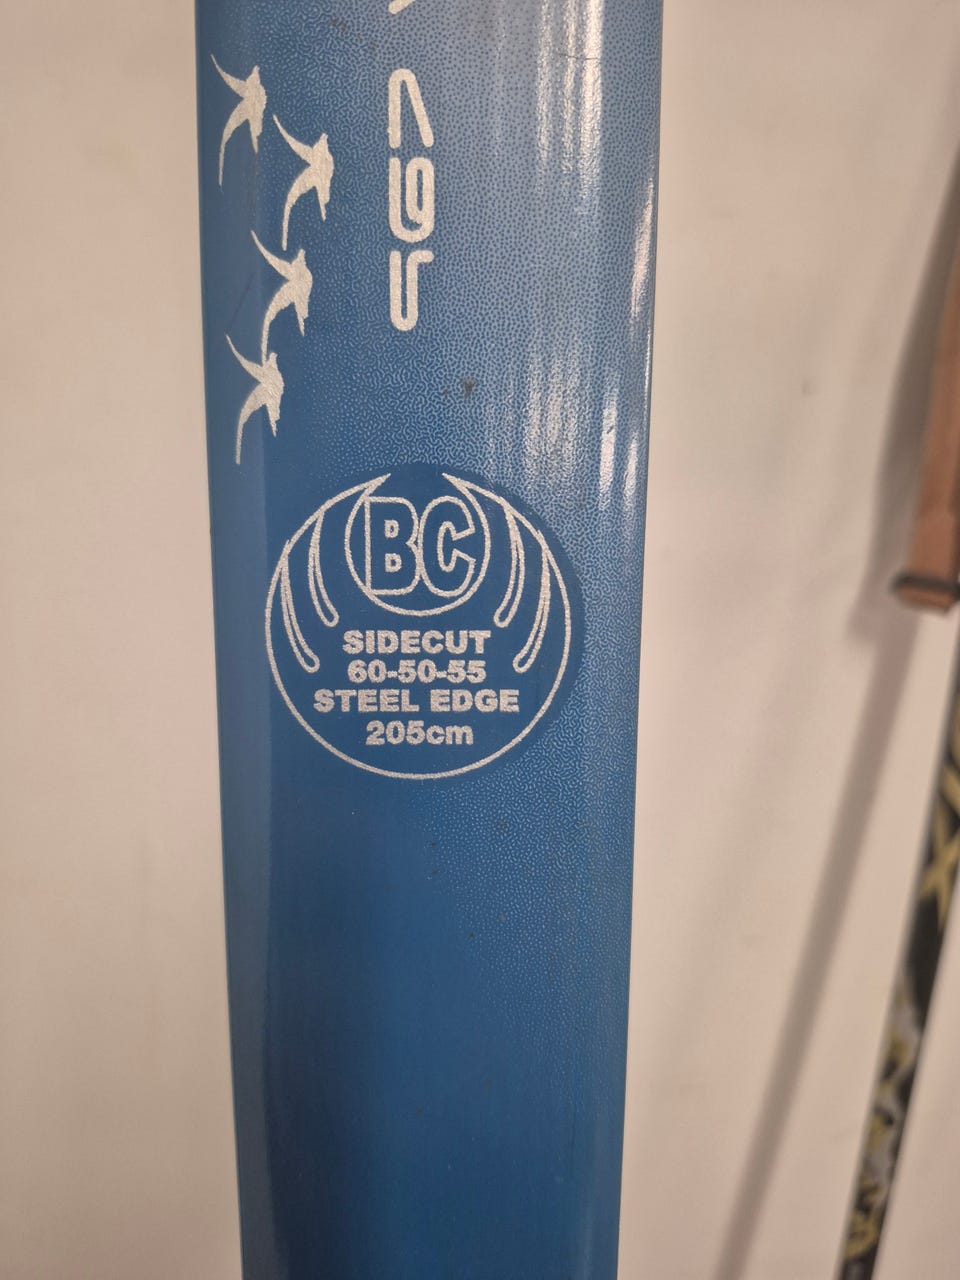 BC
SIDECUT
60-50-55
STEEL EDGE
205cm